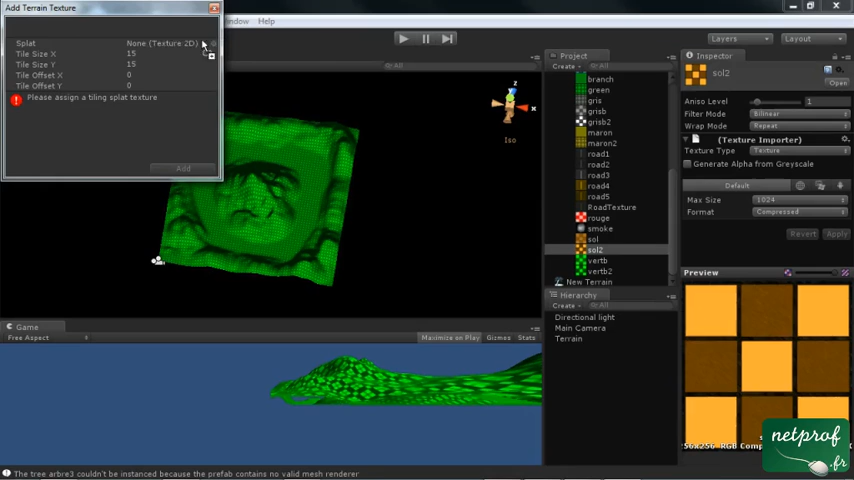 Add Terrain Texture
Splat None (Texture 2D)
Tile Size X 15
Tile Size Y 15
Tile Offset X 0
Tile Offset Y 0
Please assign a tiling splat texture
Add
Window
Layers
Layout
All
z
x
Iso
Project
Create
All
branch
green
gris
grisb
grisb2
maron
maron2
road1
road2
road3
road4
road5
RoadTexture
rouge
smoke
sol
sol2
vertb
vertb2
New Terrain
Hierarchy
Create
All
Directional light
Main Camera
Terrain
Inspector
sol2
Open
Aniso Level 1
Filter Mode Bilinear
Wrap Mode Repeat
(Texture Importer)
Texture Type Texture
Generate Alpha from Greyscale
Default
Max Size 1024
Format Compressed
Revert Apply
Preview
netprof
.fr
Game
Free Aspect
Maximize on Play Gizmos Stats
The tree arbre3 couldn't be instanced because the prefab contains no valid mesh renderer